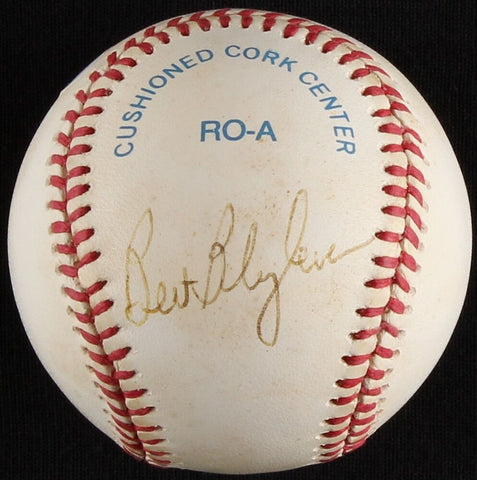 CUSHIONED CORK CENTER
RO-A
Bert Blyleven